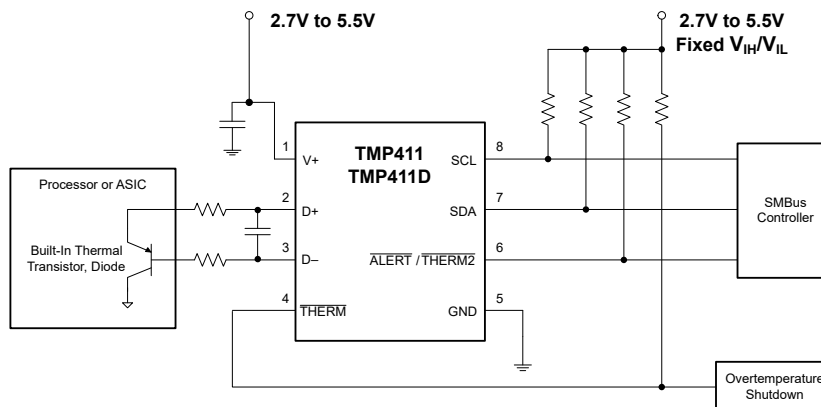 2.7V to 5.5V
2.7V to 5.5V
Fixed VIH/VIL
TMP411
TMP411D
1
V+
SCL
8
Processor or ASIC
2
D+
SDA
7
SMBus
Controller
Built-In Thermal
Transistor, Diode
3
D–
ALERT / THERM2
6
4
THERM
GND
5
Overtemperature
Shutdown